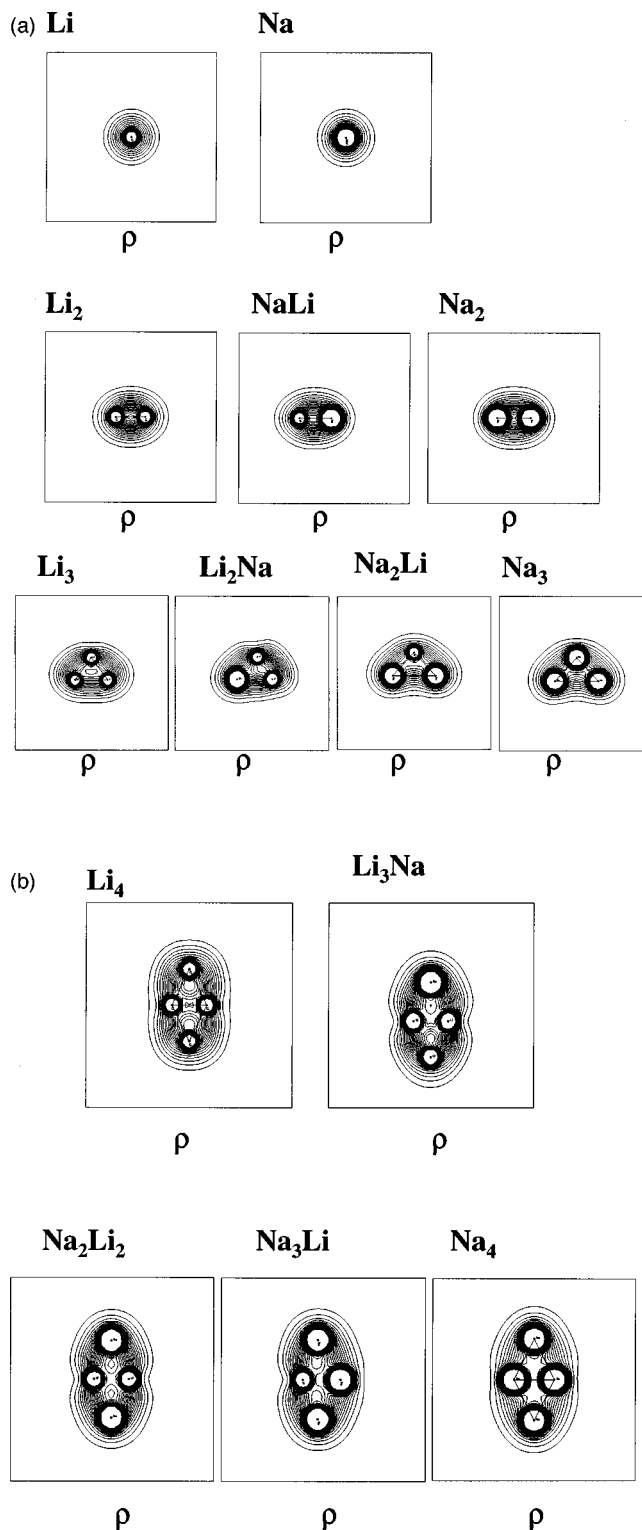 (a) Li Na
ρ ρ
Li₂ NaLi Na₂
ρ ρ ρ
Li₃ Li₂Na Na₂Li Na₃
ρ ρ ρ ρ
(b) Li₄ Li₃Na
ρ ρ
Na₂Li₂ Na₃Li Na₄
ρ ρ ρ